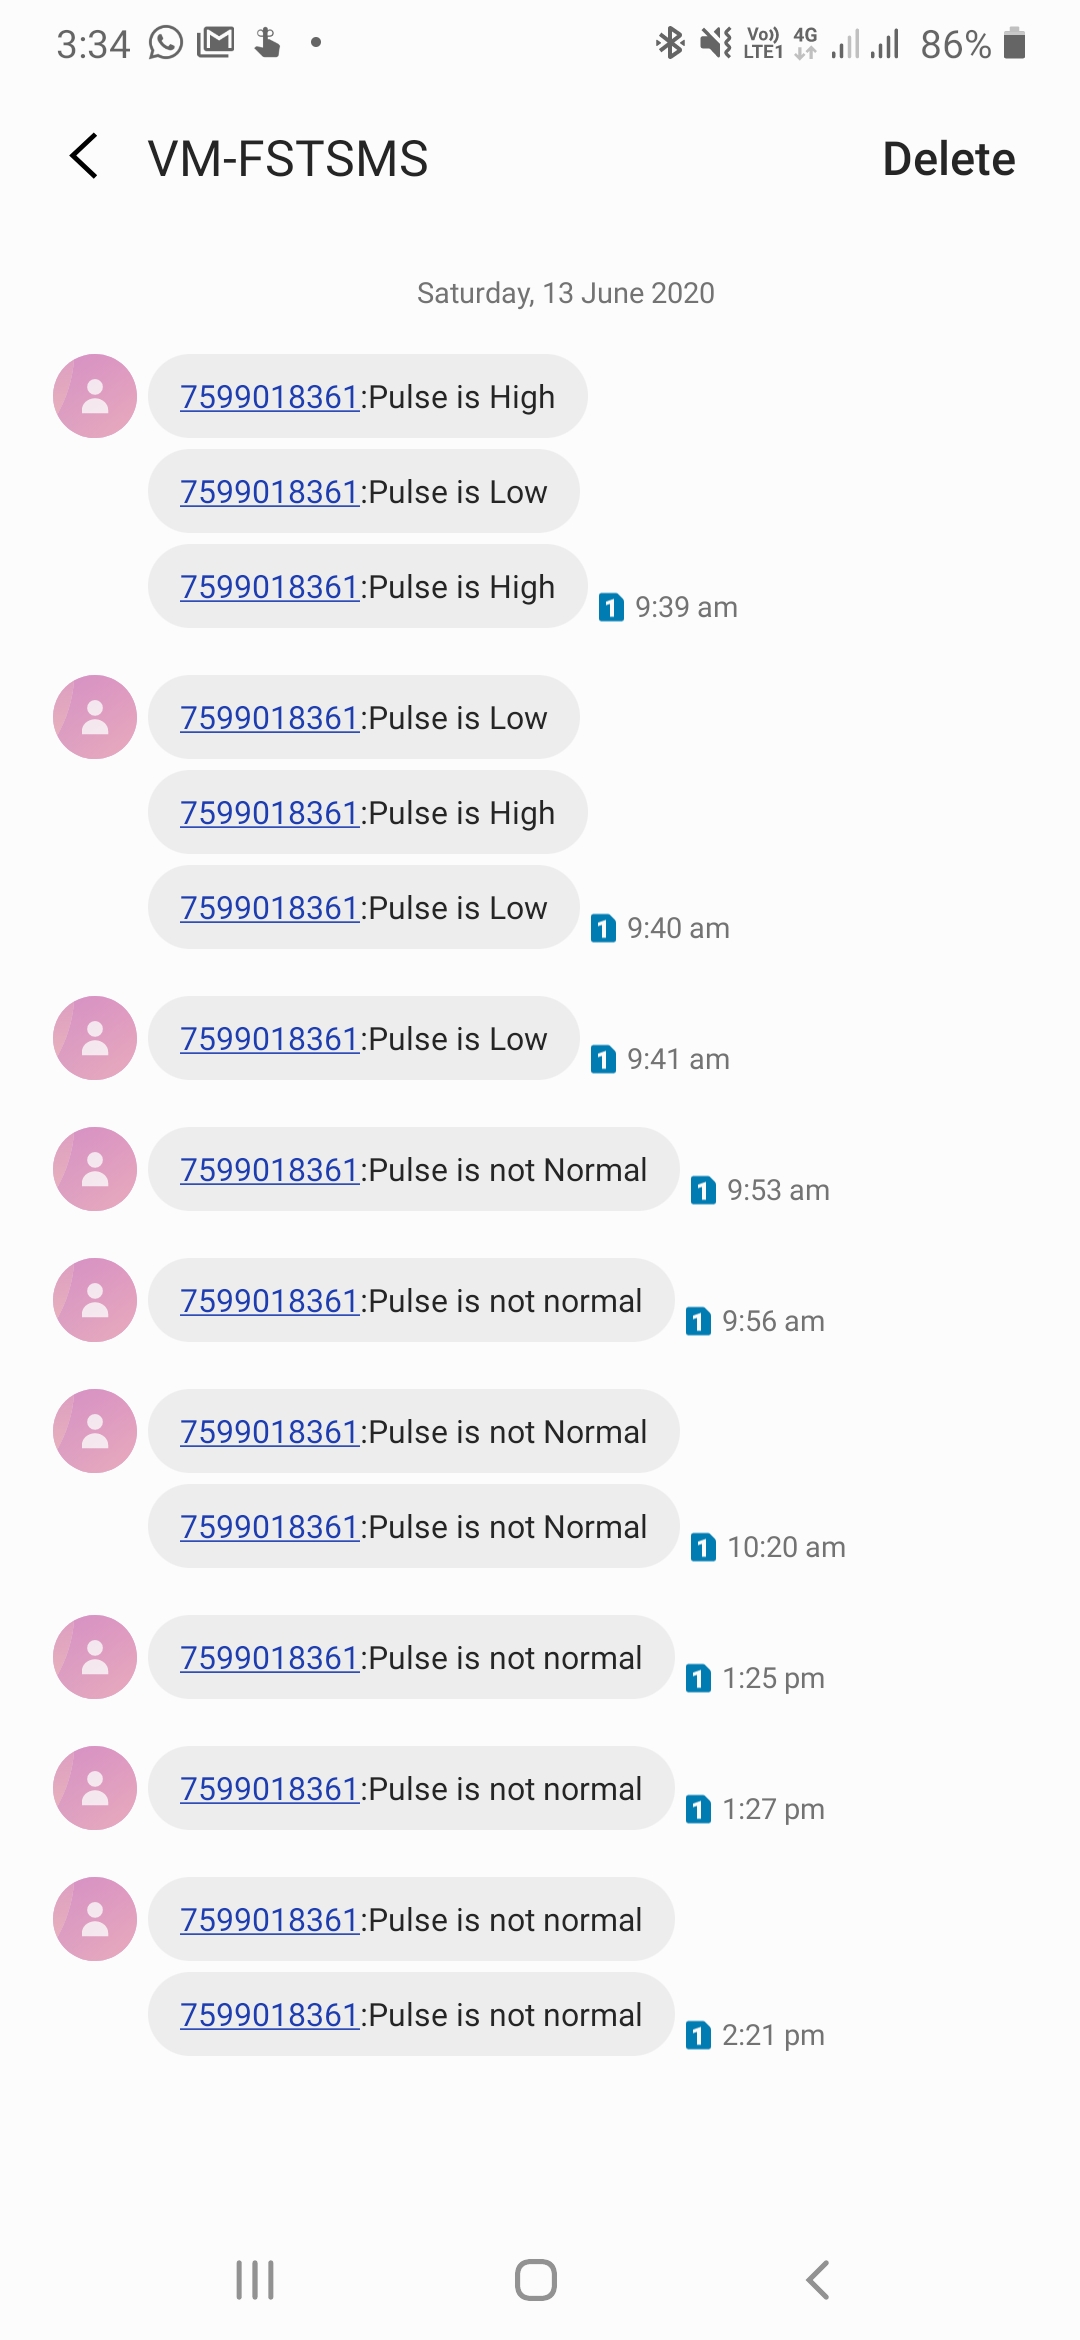 3:34 Vo)) LTE1 4G 86%
VM-FSTSMS Delete
Saturday, 13 June 2020
7599018361:Pulse is High
7599018361:Pulse is Low
7599018361:Pulse is High 1 9:39 am
7599018361:Pulse is Low
7599018361:Pulse is High
7599018361:Pulse is Low 1 9:40 am
7599018361:Pulse is Low 1 9:41 am
7599018361:Pulse is not Normal 1 9:53 am
7599018361:Pulse is not normal 1 9:56 am
7599018361:Pulse is not Normal
7599018361:Pulse is not Normal 1 10:20 am
7599018361:Pulse is not normal 1 1:25 pm
7599018361:Pulse is not normal 1 1:27 pm
7599018361:Pulse is not normal
7599018361:Pulse is not normal 1 2:21 pm